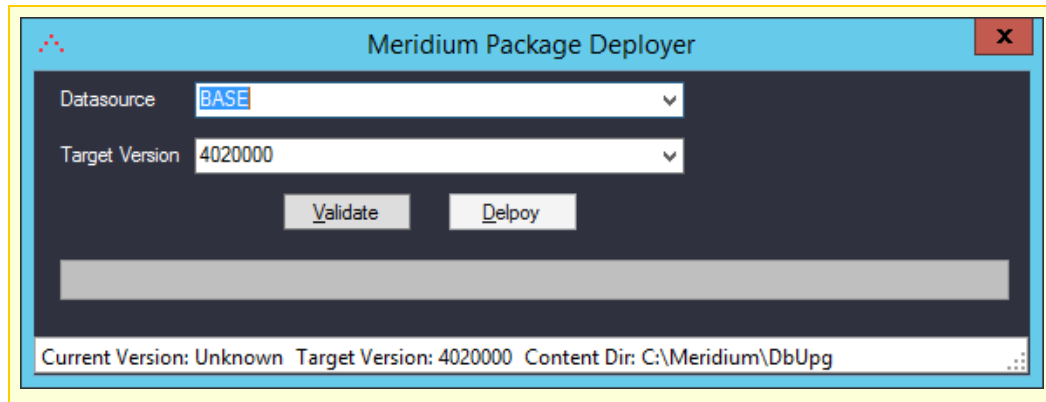 Meridium Package Deployer
x
Datasource BASE
Target Version 4020000
Validate Delpoy
Current Version: Unknown Target Version: 4020000 Content Dir: C:\Meridium\DbUpg